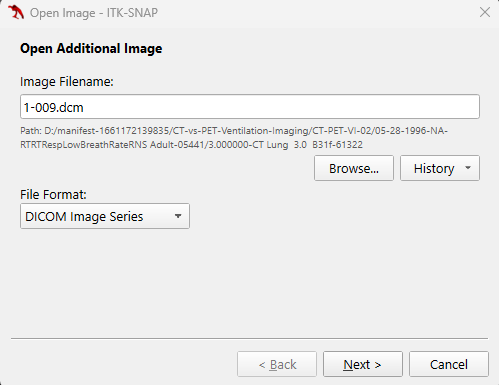 Open Image - ITK-SNAP
Open Additional Image
Image Filename:
1-009.dcm
Path: D:/manifest-1661172139835/CT-vs-PET-Ventilation-Imaging/CT-PET-VI-02/05-28-1996-NA-
RTRTRespLowBreathRateRNS Adult-05441/3.000000-CT Lung  3.0  B31f-61322
Browse...
History
File Format:
DICOM Image Series
< Back
Next >
Cancel